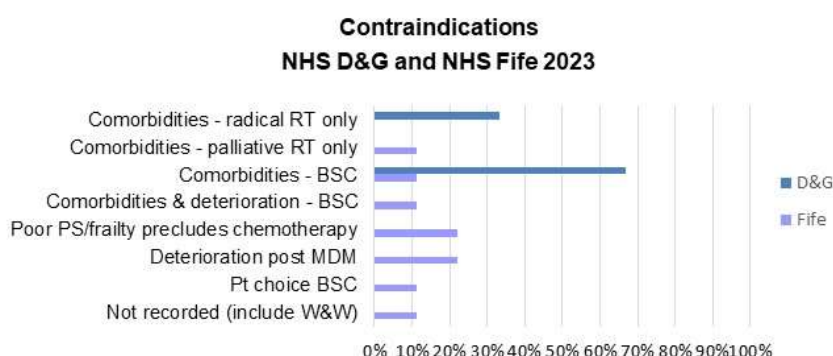 Contraindications
NHS D&G and NHS Fife 2023
Comorbidities - radical RT only
Comorbidities - palliative RT only
Comorbidities - BSC
Comorbidities & deterioration - BSC
Poor PS/frailty precludes chemotherapy
Deterioration post MDM
Pt choice BSC
Not recorded (include W&W)
D&G
Fife
0% 10% 20% 30% 40% 50% 60% 70% 80% 90% 100%